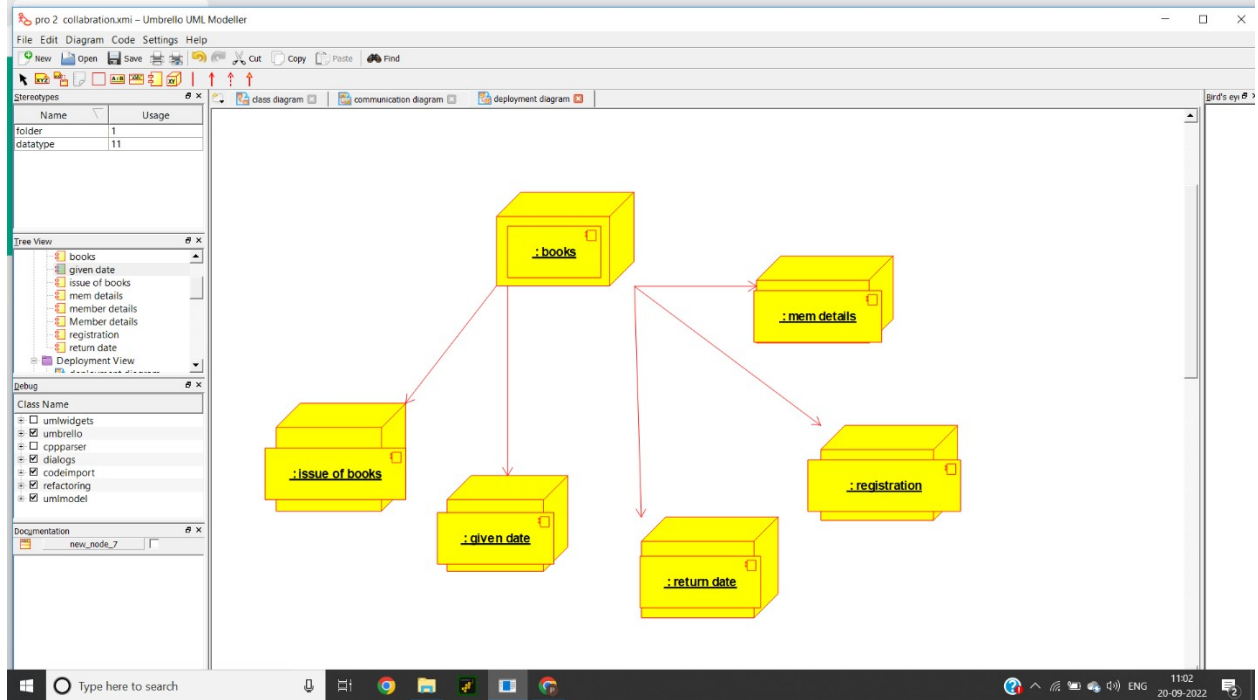 pro 2 collabration.xmi – Umbrello UML Modeller
File Edit Diagram Code Settings Help
New Open Save Cut Copy Paste Find
Stereotypes
Name Usage
folder 1
datatype 11
class diagram communication diagram deployment diagram
Bird's ey
Tree View
books
given date
issue of books
mem details
member details
Member details
registration
return date
Deployment View
deployment diagram
Debug
Class Name
umlwidgets
umbrello
cppparser
dialogs
codeimport
refactoring
umlmodel
Documentation
new_node_7
: books
: mem details
: issue of books
: registration
: given date
: return date
Type here to search
ENG
11:02
20-09-2022
2